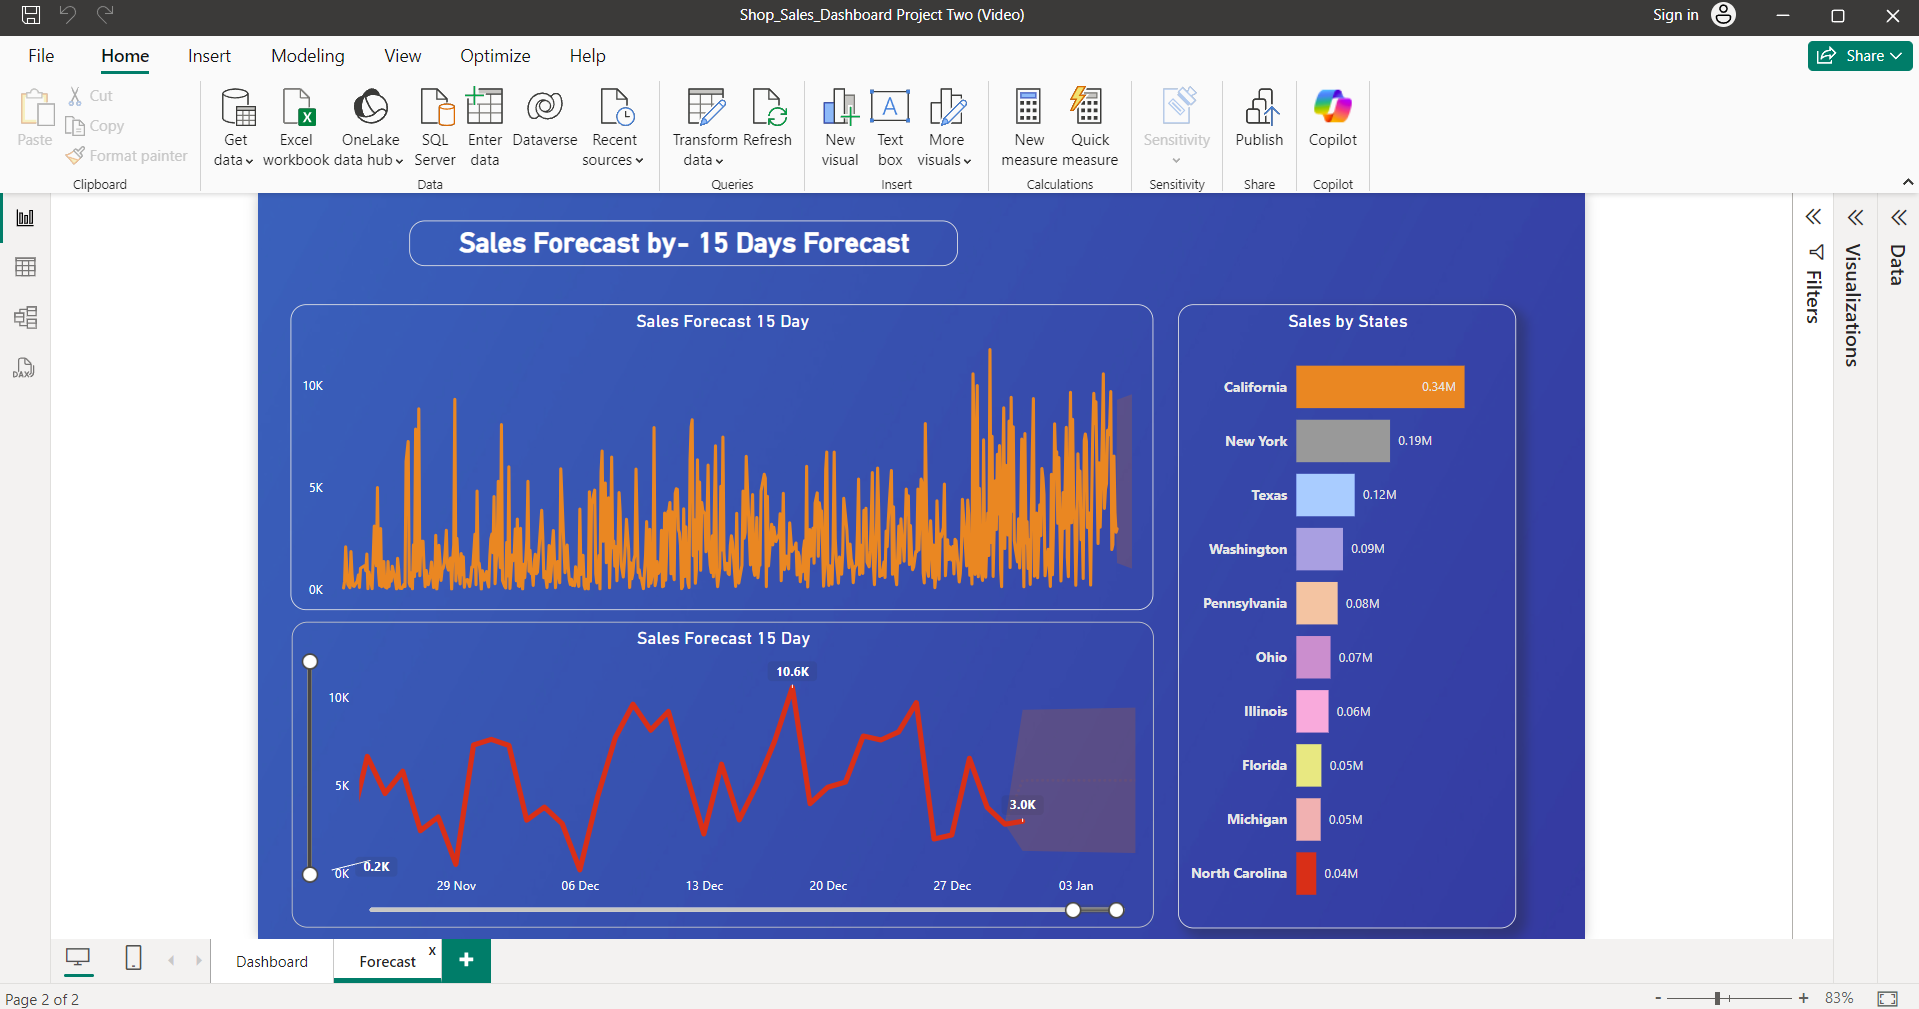 Shop_Sales_Dashboard Project Two (Video)
Sign in
File Home Insert Modeling View Optimize Help
Share
Paste
Cut
Copy
Format painter
Get data
Excel workbook
OneLake data hub
SQL Server
Enter data
Dataverse
Recent sources
Transform data
Refresh
New visual
Text box
More visuals
New measure
Quick measure
Sensitivity
Publish
Copilot
Clipboard
Data
Queries
Insert
Calculations
Sensitivity
Share
Copilot
DAX
Sales Forecast by- 15 Days Forecast
Sales Forecast 15 Day
10K
5K
0K
Sales Forecast 15 Day
10.6K
10K
5K
3.0K
0K
0.2K
29 Nov 06 Dec 13 Dec 20 Dec 27 Dec 03 Jan
Sales by States
California 0.34M
New York 0.19M
Texas 0.12M
Washington 0.09M
Pennsylvania 0.08M
Ohio 0.07M
Illinois 0.06M
Florida 0.05M
Michigan 0.05M
North Carolina 0.04M
Filters
Visualizations
Data
Dashboard
Forecast x
+
Page 2 of 2
- + 83%